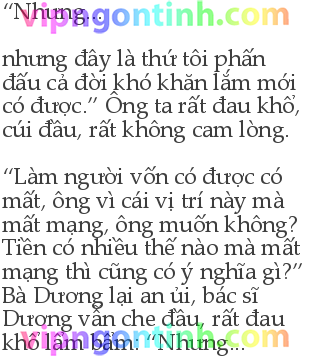 “Nhưng...
vipngontinh.com
nhưng đây là thứ tôi phấn
đấu cả đời khó khăn lắm mới
có được.” Ông ta rất đau khổ,
cúi đầu, rất không cam lòng.
“Làm người vốn có được có
mất, ông vì cái vị trí này mà
mất mạng, ông muốn không?
Tiền có nhiều thế nào mà mất
mạng thì cũng có ý nghĩa gì?”
Bà Dương lại an ủi, bác sĩ
Dương vẫn che đầu, rất đau
khổ lẩm bẩm: “Nhưng...
vipngontinh.com